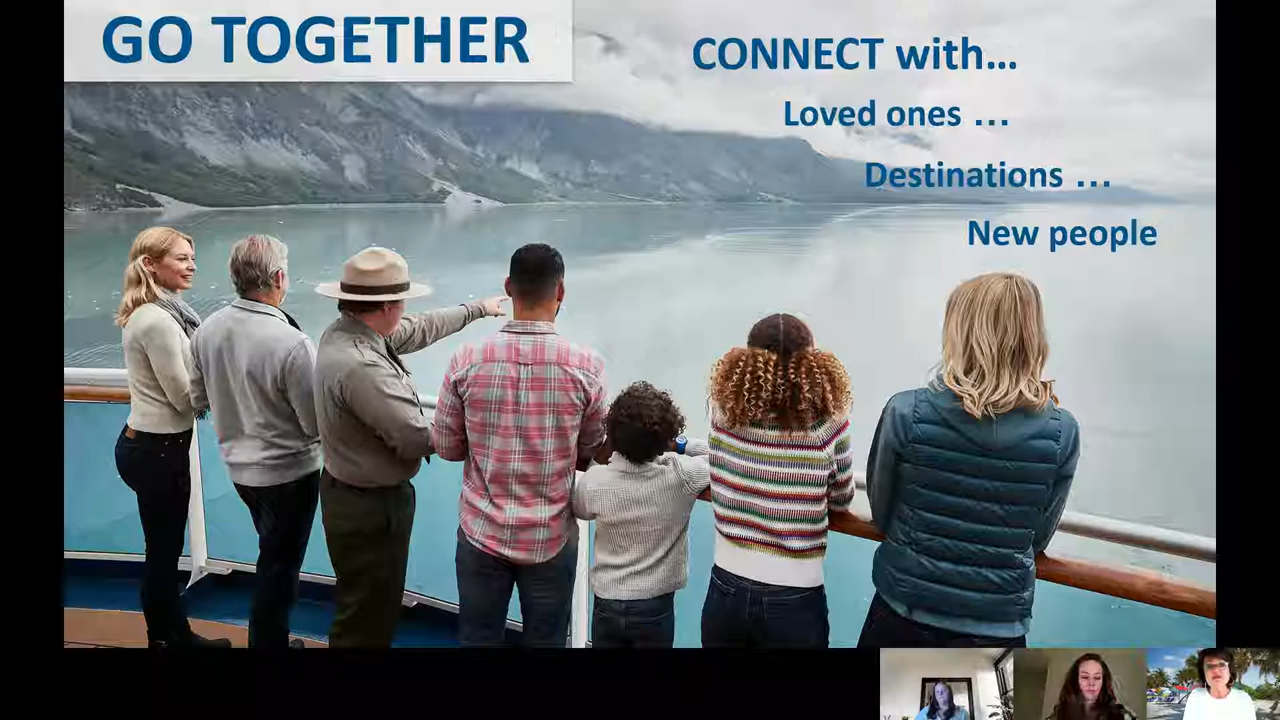 GO TOGETHER
CONNECT with…
Loved ones …
Destinations …
New people